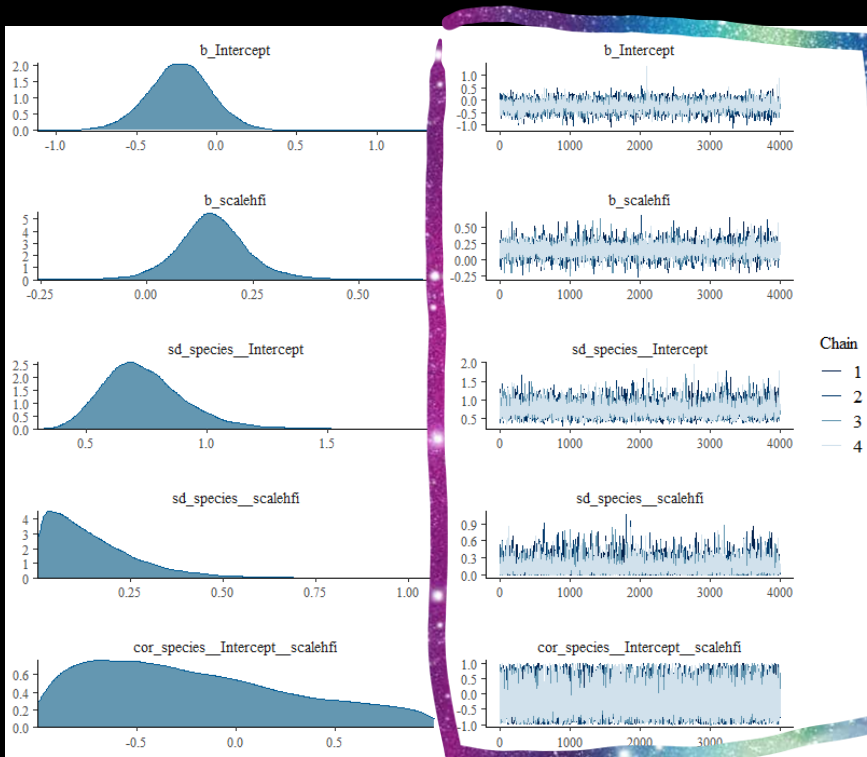 b_Intercept
2.0
1.5
1.0
0.5
0.0
-1.0 -0.5 0.0 0.5 1.0
b_scalehfi
5
4
3
2
1
0
-0.25 0.00 0.25 0.50
sd_species__Intercept
2.5
2.0
1.5
1.0
0.5
0.0
0.5 1.0 1.5
sd_species__scalehfi
4
3
2
1
0
0.25 0.50 0.75 1.00
cor_species__Intercept__scalehfi
0.6
0.4
0.2
0.0
-0.5 0.0 0.5
b_Intercept
1.0
0.5
0.0
-0.5
-1.0
0 1000 2000 3000 4000
b_scalehfi
0.50
0.25
0.00
-0.25
0 1000 2000 3000 4000
sd_species__Intercept
2.0
1.5
1.0
0.5
0 1000 2000 3000 4000
sd_species__scalehfi
0.9
0.6
0.3
0.0
0 1000 2000 3000 4000
cor_species__Intercept__scalehfi
1.0
0.5
0.0
-0.5
-1.0
0 1000 2000 3000 4000
Chain
1
2
3
4